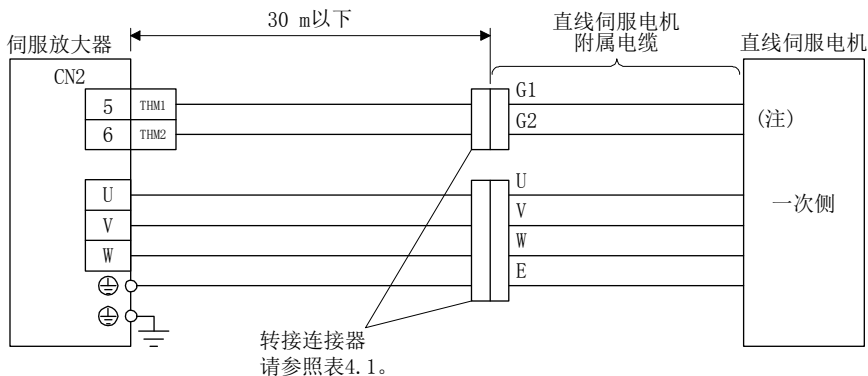 30 m以下
直线伺服电机
附属电缆
伺服放大器
直线伺服电机
CN2
5 THM1
G1
6 THM2
G2
(注)
U
U
V
V
一次侧
W
W
E
转接连接器
请参照表4.1。